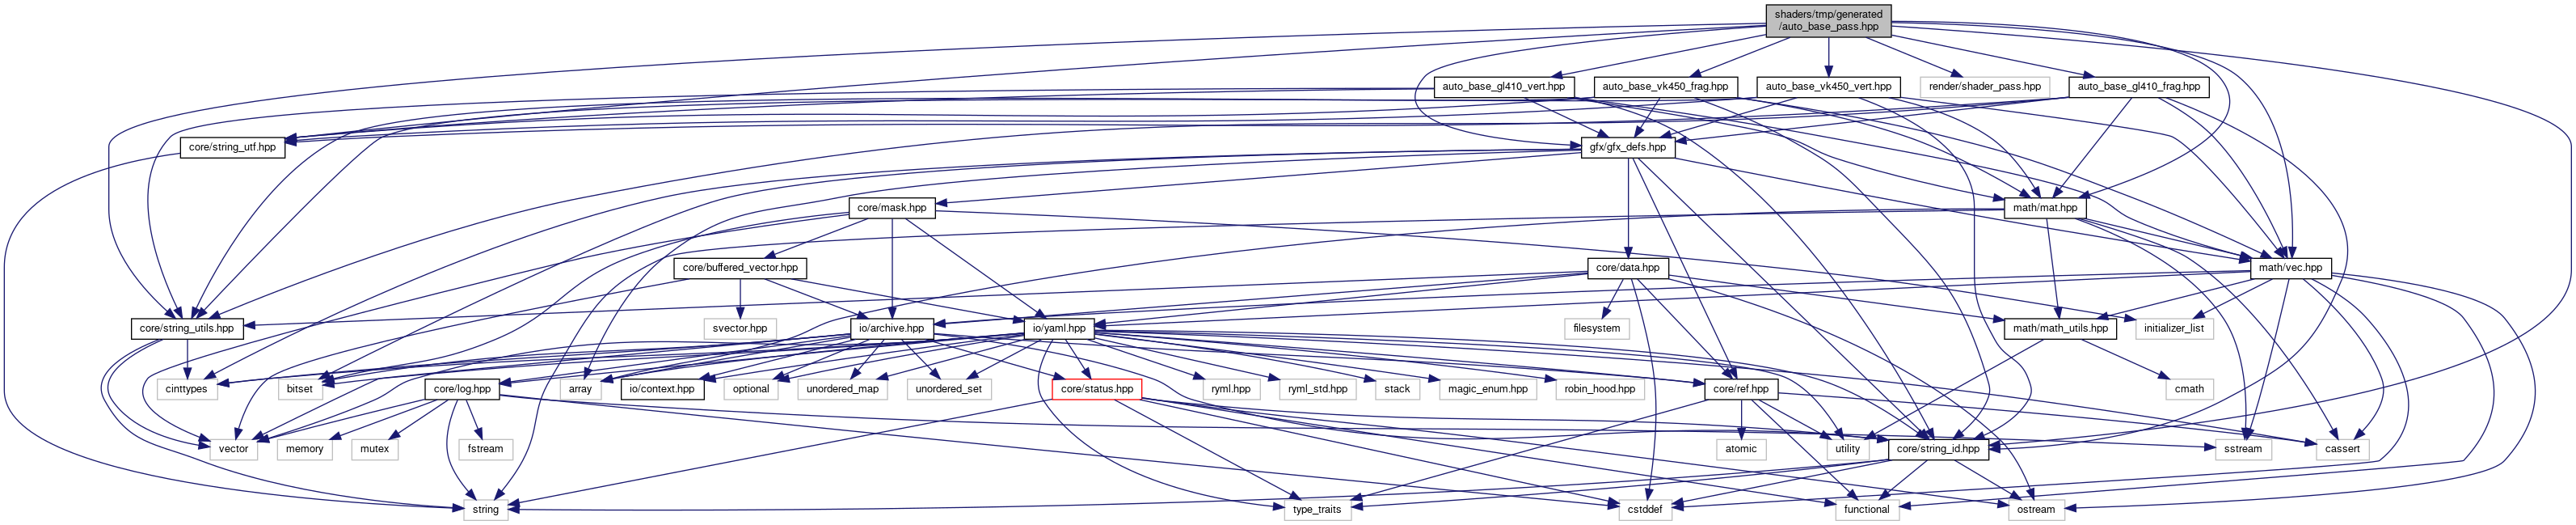 shaders/tmp/generated
/auto_base_pass.hpp
auto_base_gl410_vert.hpp
auto_base_vk450_frag.hpp
auto_base_vk450_vert.hpp
render/shader_pass.hpp
auto_base_gl410_frag.hpp
core/string_utf.hpp
gfx/gfx_defs.hpp
core/mask.hpp
math/mat.hpp
core/buffered_vector.hpp
core/data.hpp
math/vec.hpp
core/string_utils.hpp
svector.hpp
io/archive.hpp
io/yaml.hpp
filesystem
math/math_utils.hpp
initializer_list
cinttypes
bitset
core/log.hpp
array
io/context.hpp
optional
unordered_map
unordered_set
core/status.hpp
ryml.hpp
ryml_std.hpp
stack
magic_enum.hpp
robin_hood.hpp
core/ref.hpp
cmath
vector
memory
mutex
fstream
atomic
utility
core/string_id.hpp
sstream
cassert
string
type_traits
cstddef
functional
ostream